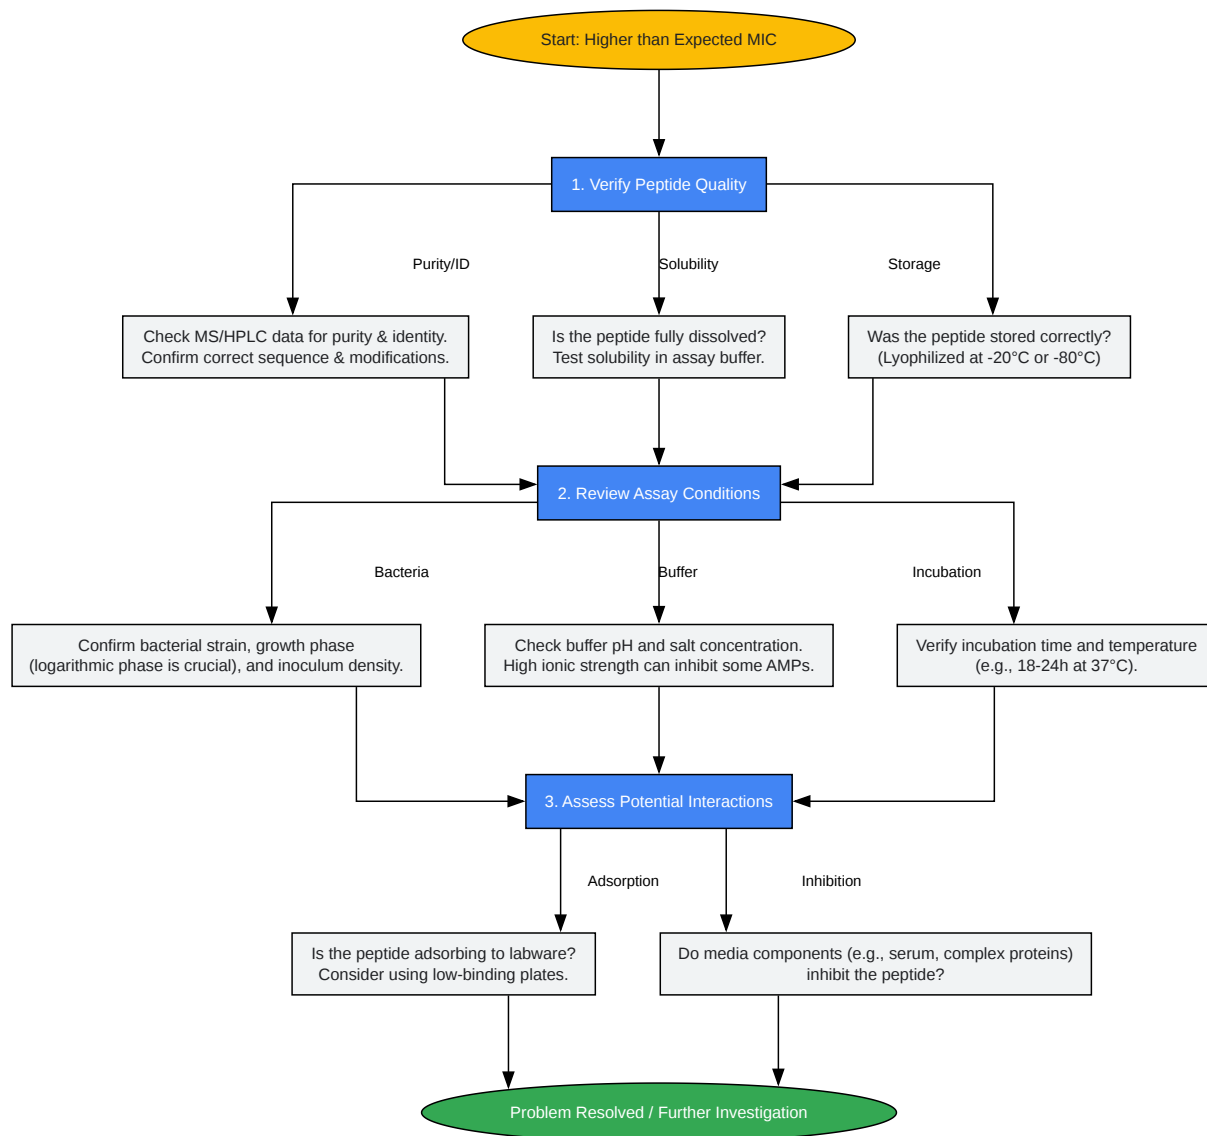 Start: Higher than Expected MIC
1. Verify Peptide Quality
Purity/ID
Solubility
Storage
Check MS/HPLC data for purity & identity.
Confirm correct sequence & modifications.
Is the peptide fully dissolved?
Test solubility in assay buffer.
Was the peptide stored correctly?
(Lyophilized at -20°C or -80°C)
2. Review Assay Conditions
Bacteria
Buffer
Incubation
Confirm bacterial strain, growth phase
(logarithmic phase is crucial), and inoculum density.
Check buffer pH and salt concentration.
High ionic strength can inhibit some AMPs.
Verify incubation time and temperature
(e.g., 18-24h at 37°C).
3. Assess Potential Interactions
Adsorption
Inhibition
Is the peptide adsorbing to labware?
Consider using low-binding plates.
Do media components (e.g., serum, complex proteins)
inhibit the peptide?
Problem Resolved / Further Investigation